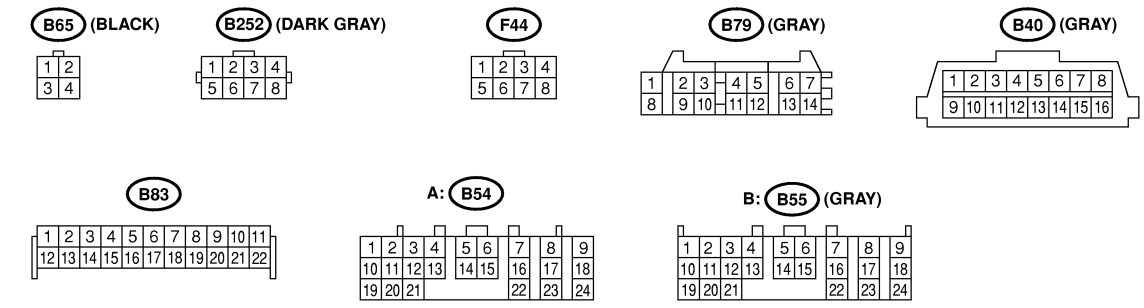 B65 (BLACK) B252 (DARK GRAY) F44 B79 (GRAY) B40 (GRAY)
1 2 1 2 3 4 1 2 3 4 1 2 3 4 5 6 7 1 2 3 4 5 6 7 8
3 4 5 6 7 8 5 6 7 8 8 9 10 11 12 13 14 9 10 11 12 13 14 15 16
B83 A: B54 B: B55 (GRAY)
1 2 3 4 5 6 7 8 9 10 11 1 2 3 4 5 6 7 8 9 1 2 3 4 5 6 7 8 9
12 13 14 15 16 17 18 19 20 21 22 10 11 12 13 14 15 16 17 18 10 11 12 13 14 15 16 17 18
19 20 21 22 23 24 19 20 21 22 23 24